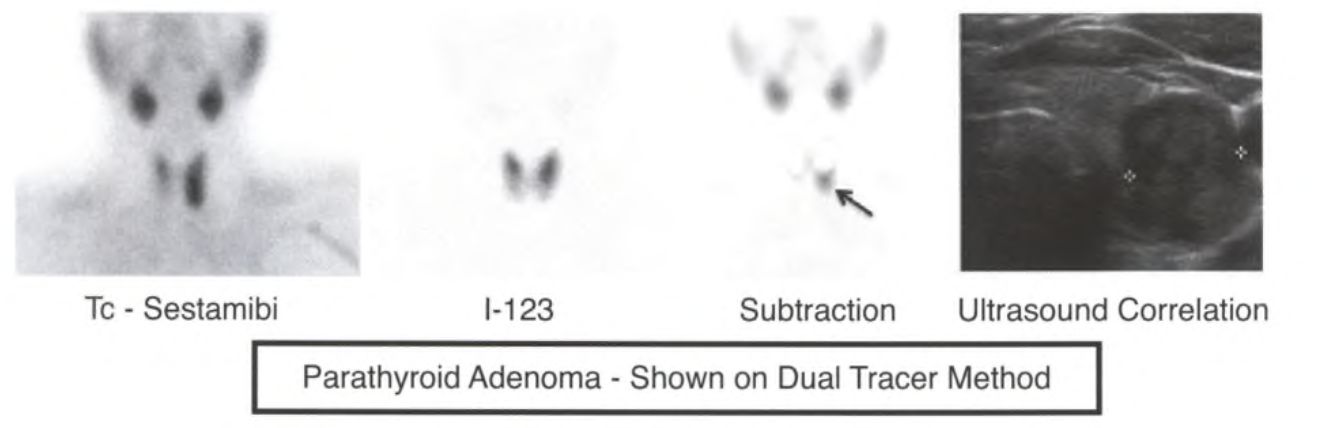 Tc - Sestamibi
I-123
Subtraction
Ultrasound Correlation
Parathyroid Adenoma - Shown on Dual Tracer Method